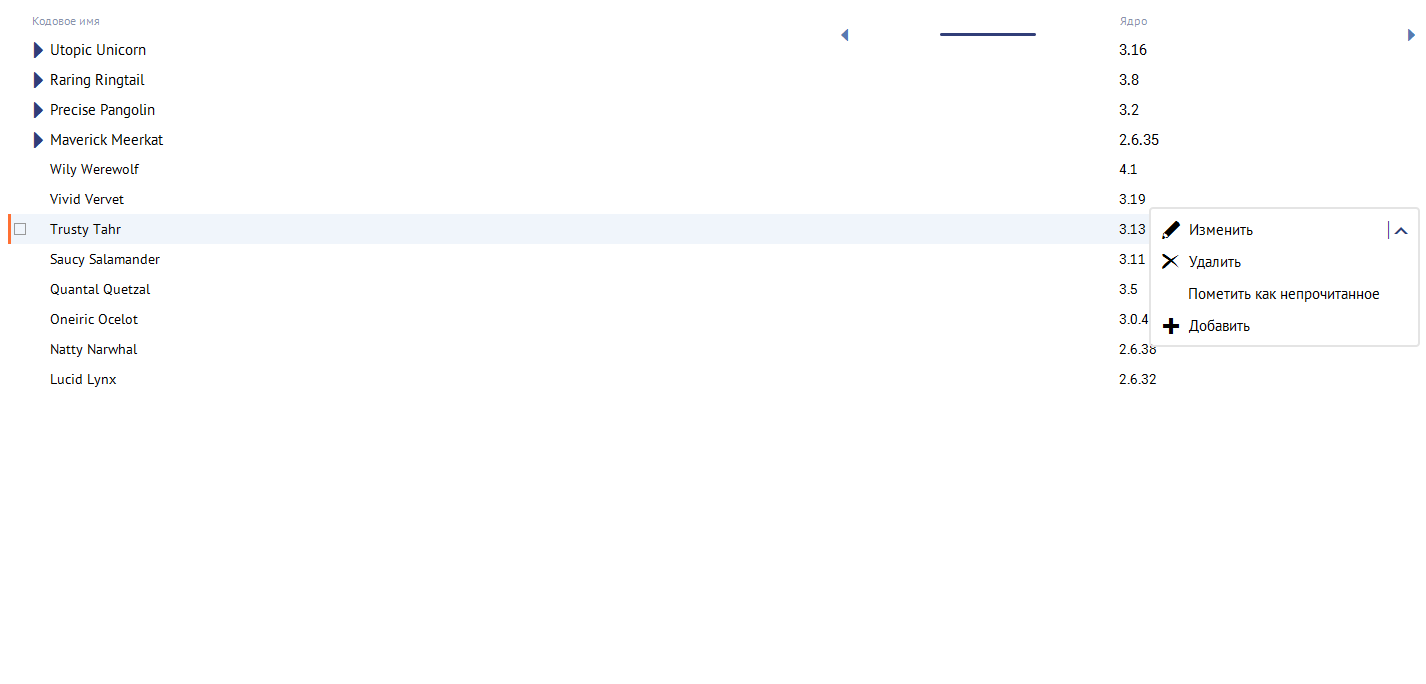 Кодовое имя Ядро
Utopic Unicorn 3.16
Raring Ringtail 3.8
Precise Pangolin 3.2
Maverick Meerkat 2.6.35
Wily Werewolf 4.1
Vivid Vervet 3.19
Trusty Tahr 3.13 Изменить
Saucy Salamander 3.11 Удалить
Quantal Quetzal 3.5 Пометить как непрочитанное
Oneiric Ocelot 3.0.4 Добавить
Natty Narwhal 2.6.38
Lucid Lynx 2.6.32